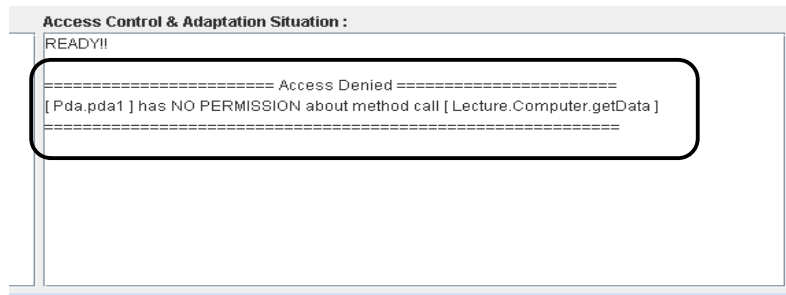 Access Control & Adaptation Situation :
READY!!
======================== Access Denied =======================
[ Pda.pda1 ] has NO PERMISSION about method call [ Lecture.Computer.getData ]
============================================================